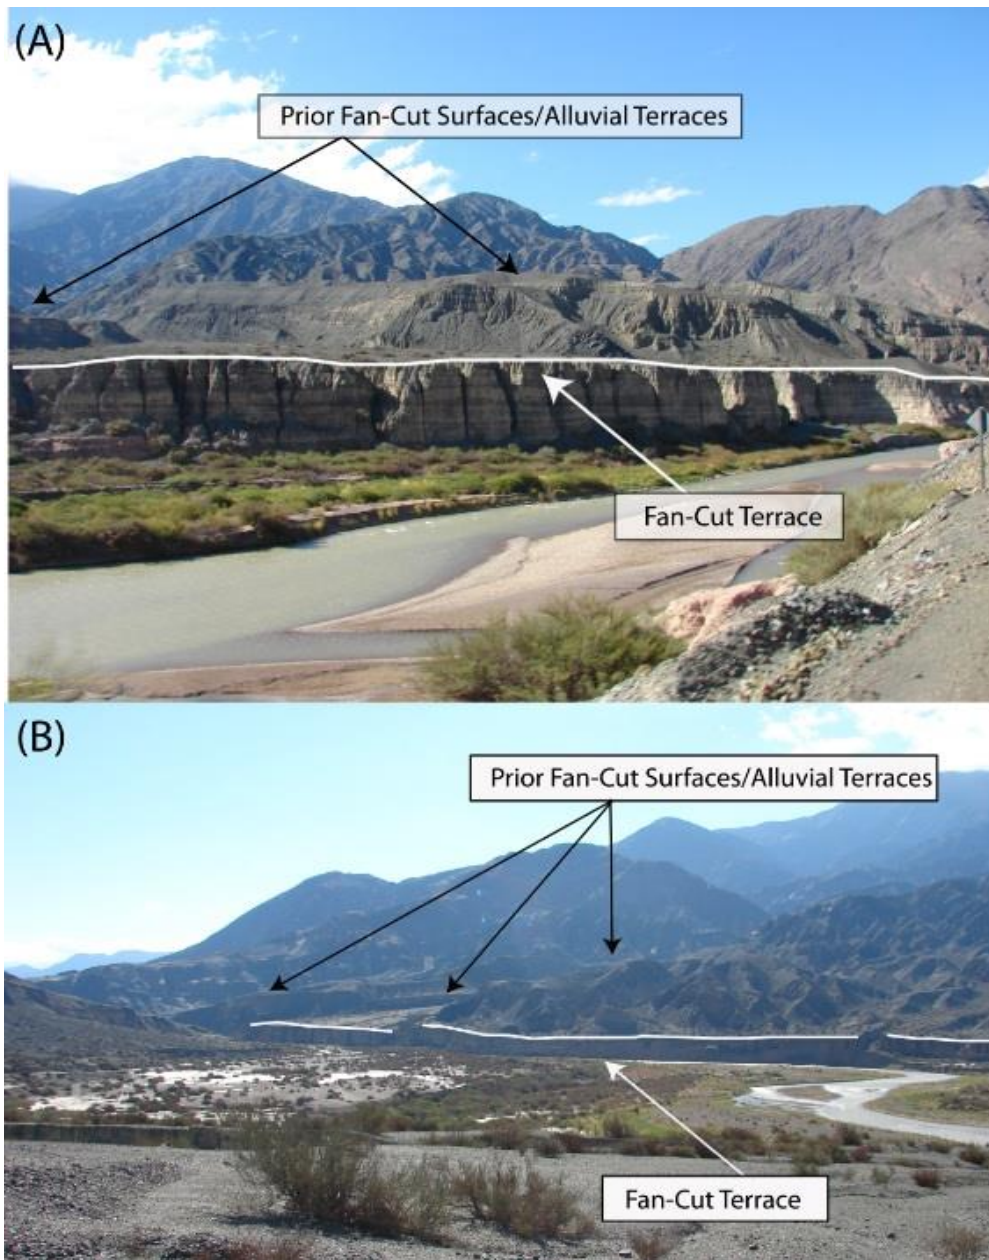 (A)
Prior Fan-Cut Surfaces/Alluvial Terraces
Fan-Cut Terrace
(B)
Prior Fan-Cut Surfaces/Alluvial Terraces
Fan-Cut Terrace